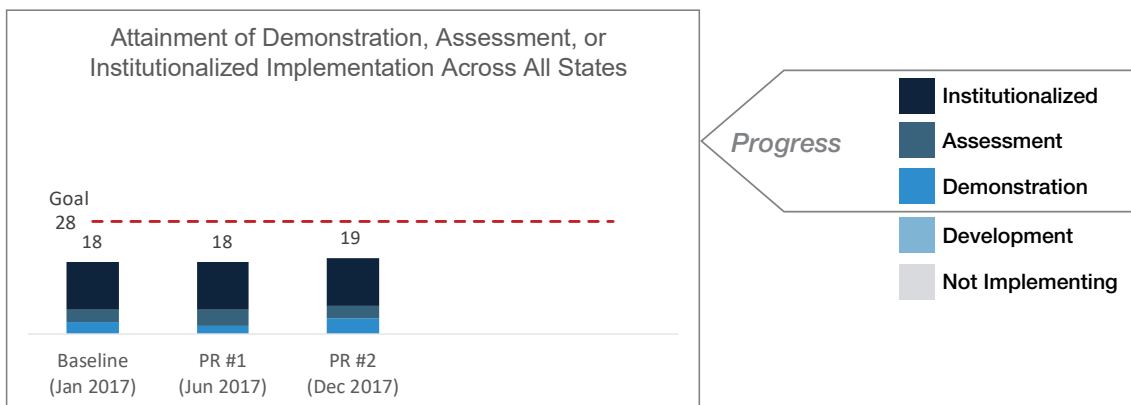 Attainment of Demonstration, Assessment, or
Institutionalized Implementation Across All States
Goal
28
18
18
19
Baseline
(Jan 2017)
PR #1
(Jun 2017)
PR #2
(Dec 2017)
Progress
Institutionalized
Assessment
Demonstration
Development
Not Implementing